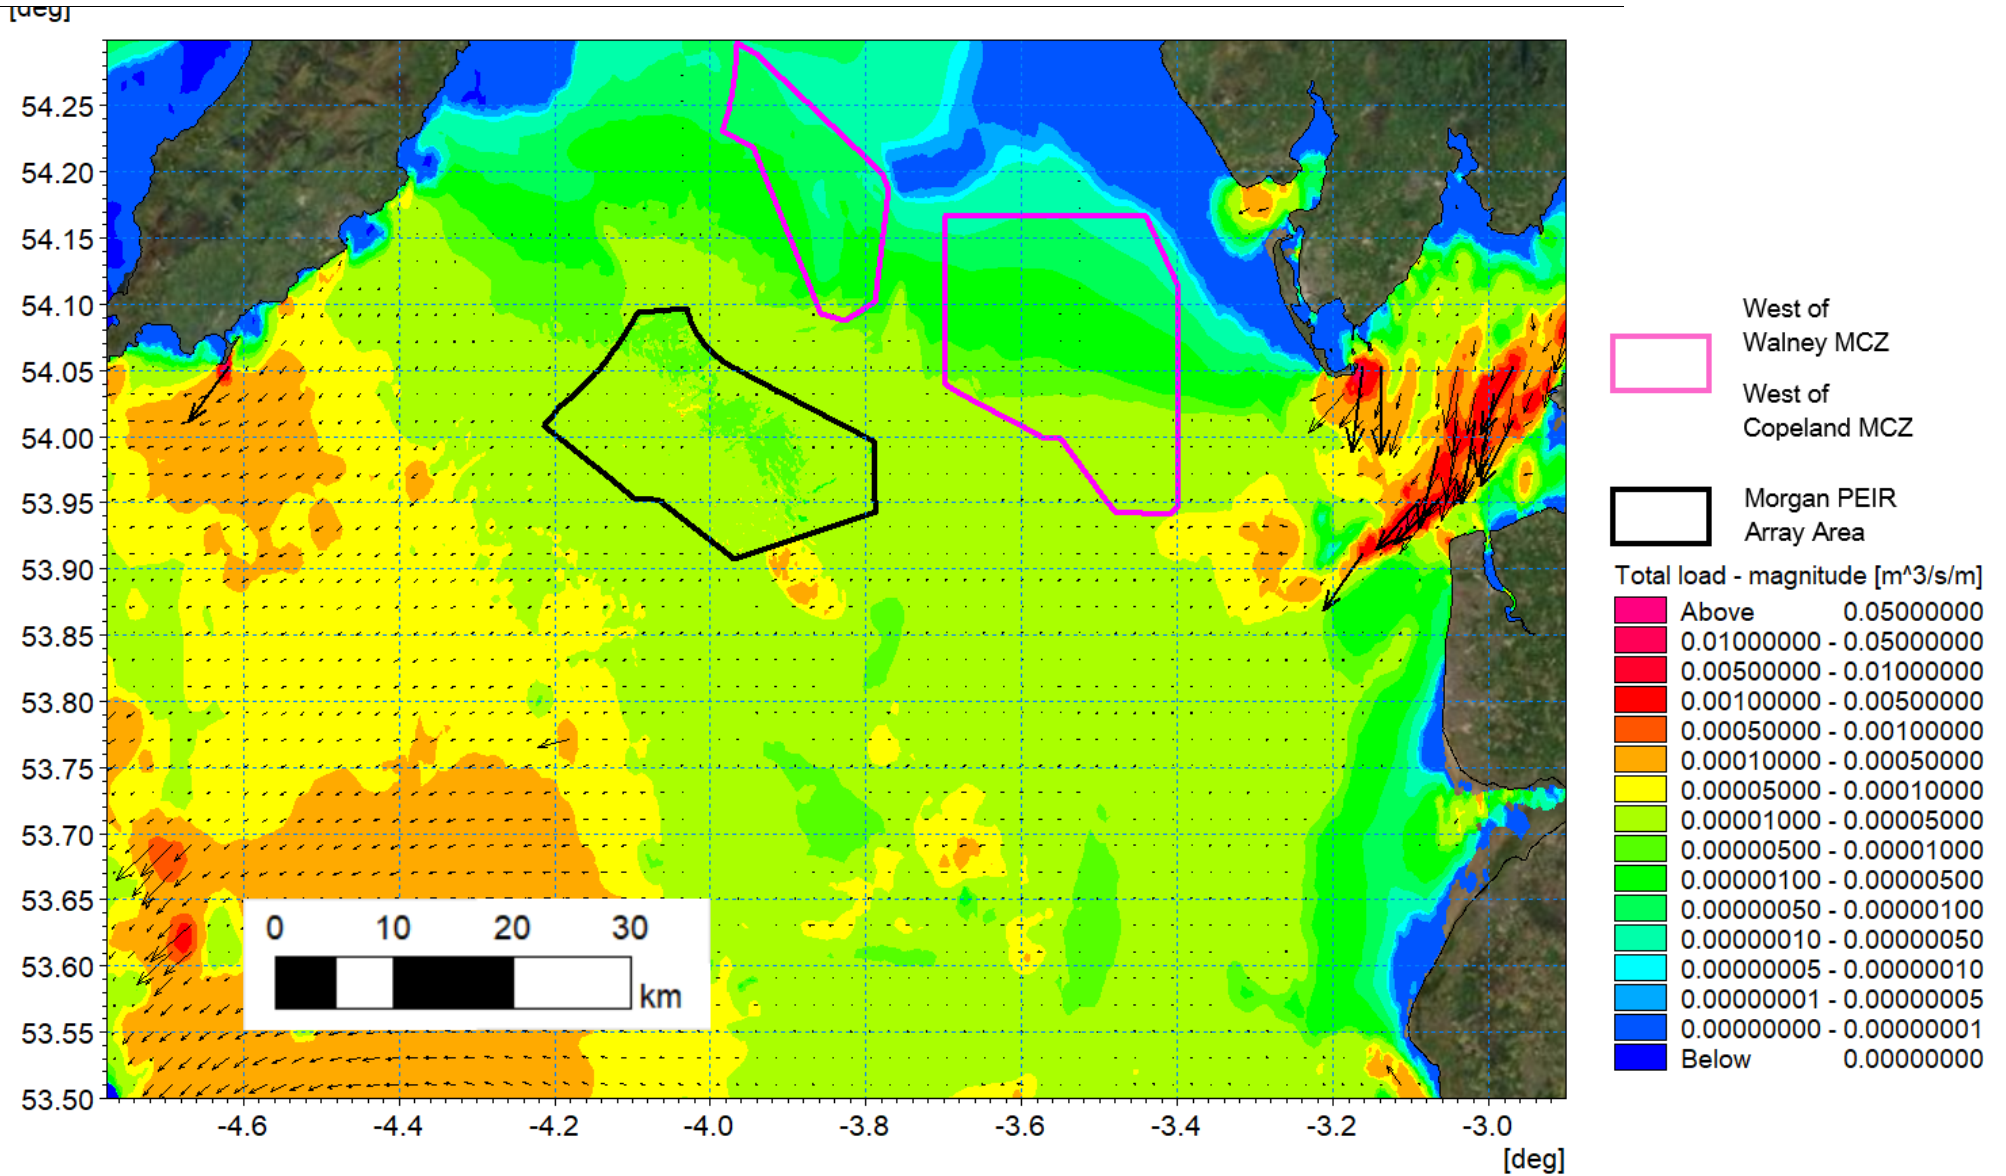 [deg]
54.25
54.20
54.15
54.10
54.05
54.00
53.95
53.90
53.85
53.80
53.75
53.70
53.65
53.60
53.55
53.50
0 10 20 30
km
-4.6 -4.4 -4.2 -4.0 -3.8 -3.6 -3.4 -3.2 -3.0
[deg]
West of
Walney MCZ
West of
Copeland MCZ
Morgan PEIR
Array Area
Total load - magnitude [m^3/s/m]
Above 0.05000000
0.01000000 - 0.05000000
0.00500000 - 0.01000000
0.00100000 - 0.00500000
0.00050000 - 0.00100000
0.00010000 - 0.00050000
0.00005000 - 0.00010000
0.00001000 - 0.00005000
0.00000500 - 0.00001000
0.00000100 - 0.00000500
0.00000050 - 0.00000100
0.00000010 - 0.00000050
0.00000005 - 0.00000010
0.00000001 - 0.00000005
0.00000000 - 0.00000001
Below 0.00000000